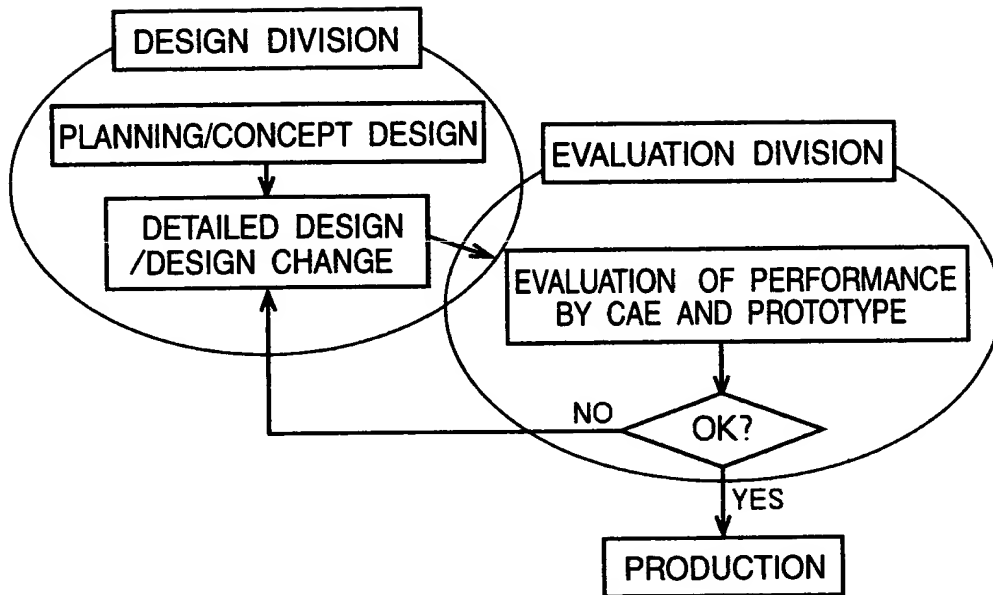 DESIGN DIVISION
PLANNING/CONCEPT DESIGN
DETAILED DESIGN
/DESIGN CHANGE
EVALUATION DIVISION
EVALUATION OF PERFORMANCE
BY CAE AND PROTOTYPE
NO
OK?
YES
PRODUCTION